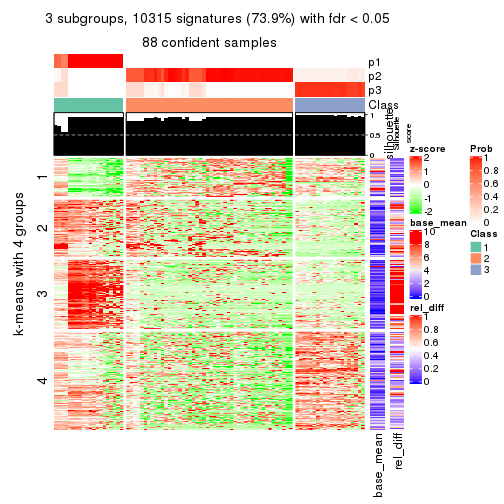 3 subgroups, 10315 signatures (73.9%) with fdr < 0.05
88 confident samples
p1
p2
p3
Class
1
0.5
0
silhouette
Silhouette
score
k-means with 4 groups
1
2
3
4
base_mean
rel_diff
z-score
2
1
0
-1
-2
base_mean
10
8
6
4
2
0
rel_diff
1
0.8
0.6
0.4
0.2
0
Prob
1
0.8
0.6
0.4
0.2
0
Class
1
2
3